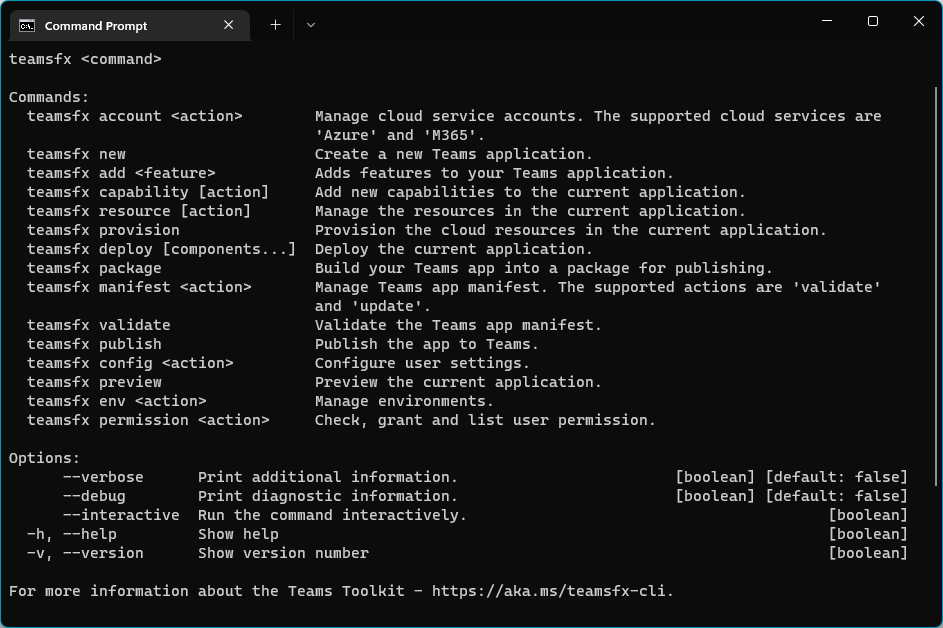 Command Prompt
teamsfx <command>
Commands:
teamsfx account <action> Manage cloud service accounts. The supported cloud services are
'Azure' and 'M365'.
teamsfx new Create a new Teams application.
teamsfx add <feature> Adds features to your Teams application.
teamsfx capability [action] Add new capabilities to the current application.
teamsfx resource [action] Manage the resources in the current application.
teamsfx provision Provision the cloud resources in the current application.
teamsfx deploy [components...] Deploy the current application.
teamsfx package Build your Teams app into a package for publishing.
teamsfx manifest <action> Manage Teams app manifest. The supported actions are 'validate'
and 'update'.
teamsfx validate Validate the Teams app manifest.
teamsfx publish Publish the app to Teams.
teamsfx config <action> Configure user settings.
teamsfx preview Preview the current application.
teamsfx env <action> Manage environments.
teamsfx permission <action> Check, grant and list user permission.
Options:
--verbose Print additional information. [boolean] [default: false]
--debug Print diagnostic information. [boolean] [default: false]
--interactive Run the command interactively. [boolean]
-h, --help Show help [boolean]
-v, --version Show version number [boolean]
For more information about the Teams Toolkit - https://aka.ms/teamsfx-cli.